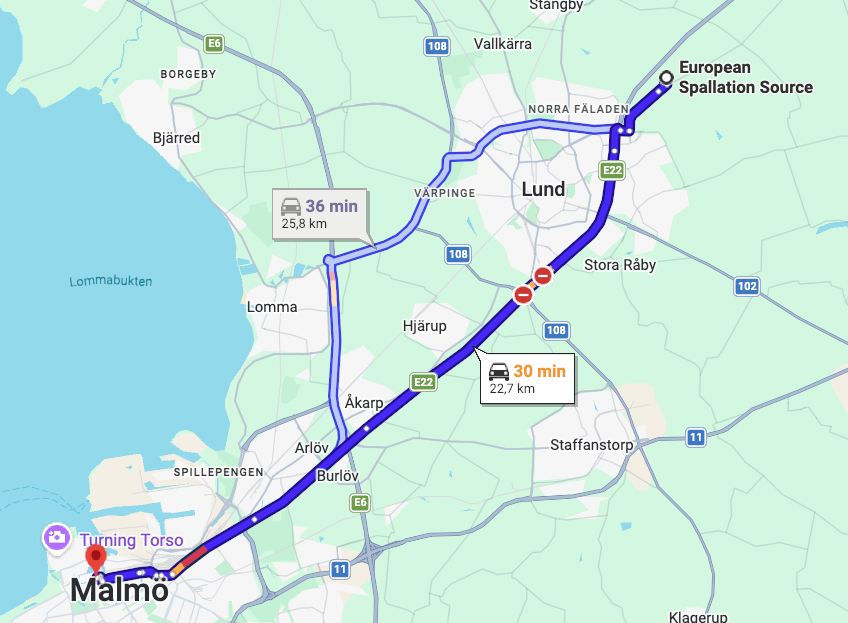 Stångby
E6
108
Vallkärra
European
Spallation Source
BORGEBY
NORRA FÄLADEN
Bjärred
E22
VÄRPINGE
Lund
36 min
25,8 km
108
Stora Råby
Lommabukten
102
Lomma
Hjärup
108
30 min
22,7 km
E22
Åkarp
11
Staffanstorp
Arlöv
SPILLEPENGEN
Burlöv
E6
Turning Torso
11
Malmö
Klagerup